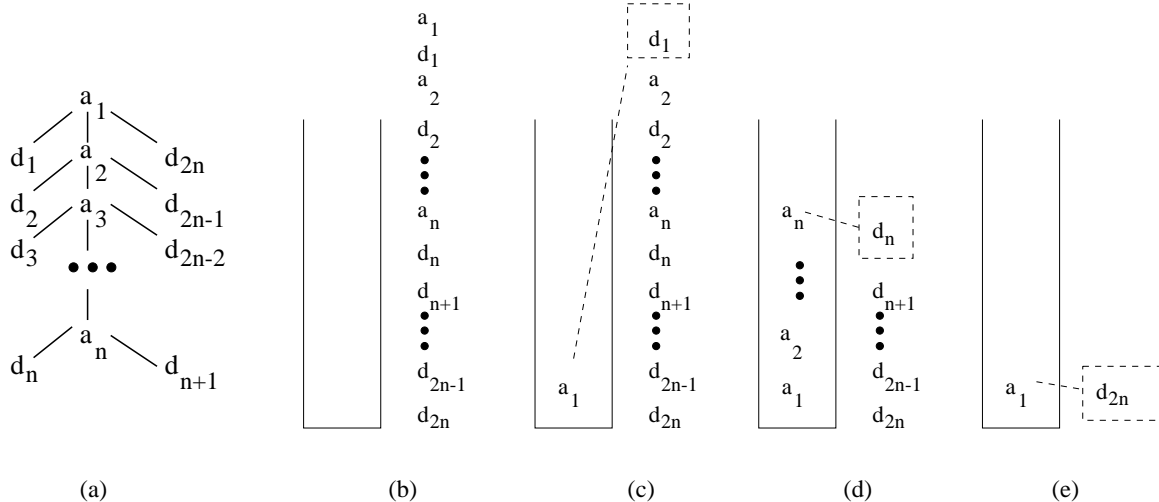 a1
d1 a2 d2n
d2 a3 d2n-1
d3 d2n-2
an
dn dn+1
(a)
a1
d1
a2
d2
an
dn
dn+1
d2n-1
d2n
(b)
d1
a2
d2
an
dn
dn+1
d2n-1
d2n
a1
(c)
an
a2
a1
dn
dn+1
d2n-1
d2n
(d)
a1
d2n
(e)